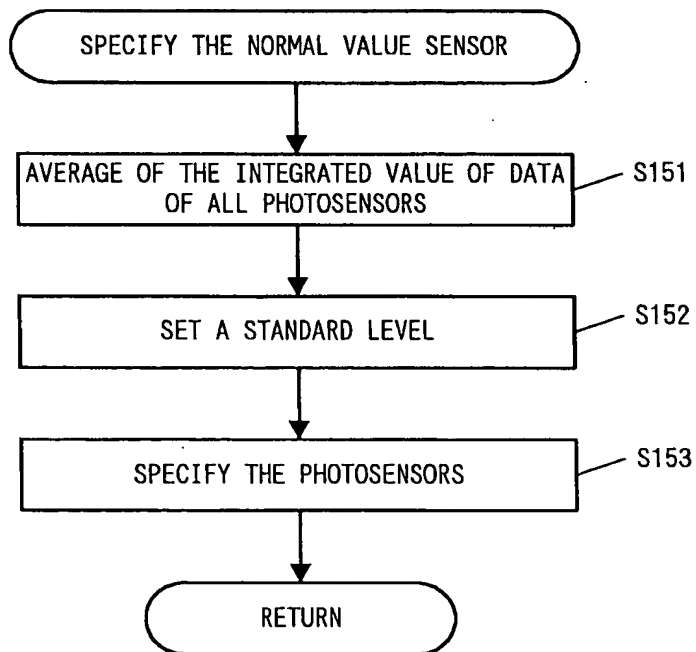 SPECIFY THE NORMAL VALUE SENSOR
AVERAGE OF THE INTEGRATED VALUE OF DATA
OF ALL PHOTOSENSORS
S151
SET A STANDARD LEVEL
S152
SPECIFY THE PHOTOSENSORS
S153
RETURN